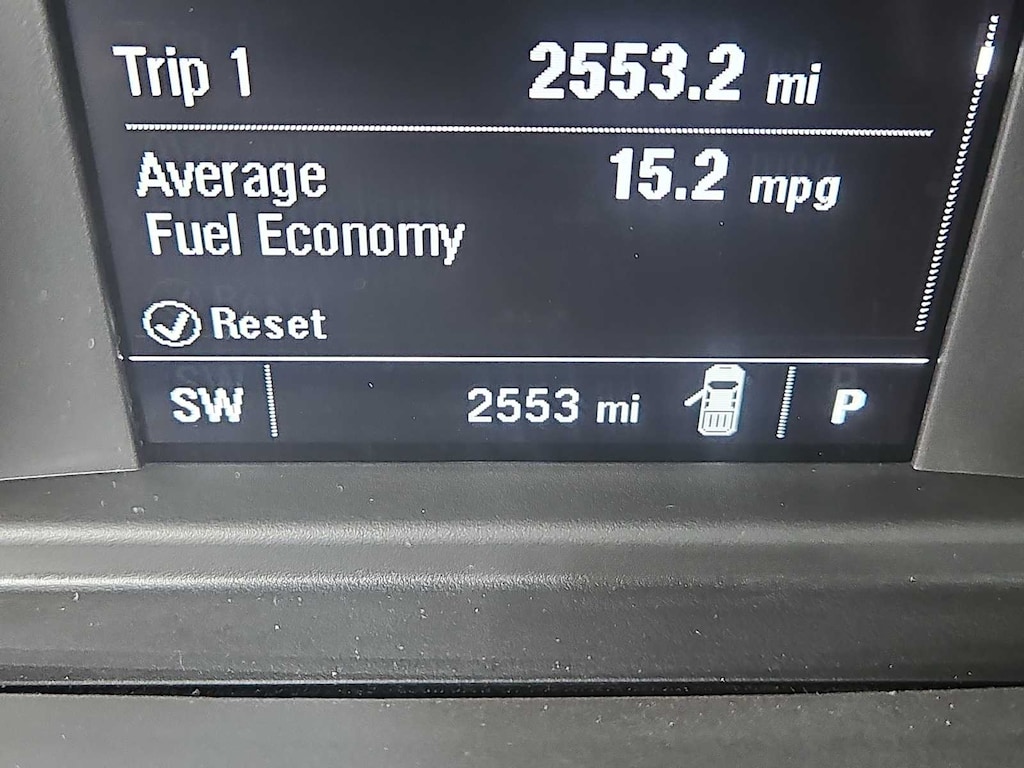 Trip 1 2553.2 mi
Average 15.2 mpg
Fuel Economy
Reset
SW 2553 mi P